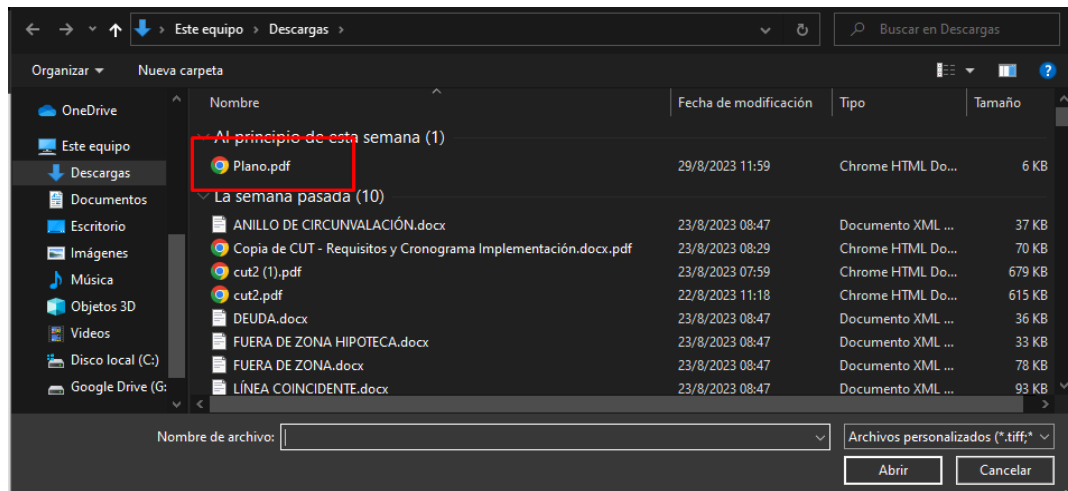 Este equipo > Descargas >
Buscar en Descargas
Organizar
Nueva carpeta
OneDrive
Este equipo
Descargas
Documentos
Escritorio
Imágenes
Música
Objetos 3D
Videos
Disco local (C:)
Google Drive (G:
Nombre Fecha de modificación Tipo Tamaño
Al principio de esta semana (1)
Plano.pdf 29/8/2023 11:59 Chrome HTML Do... 6 KB
La semana pasada (10)
ANILLO DE CIRCUNVALACIÓN.docx 23/8/2023 08:47 Documento XML ... 37 KB
Copia de CUT - Requisitos y Cronograma Implementación.docx.pdf 23/8/2023 08:29 Chrome HTML Do... 70 KB
cut2 (1).pdf 23/8/2023 07:59 Chrome HTML Do... 679 KB
cut2.pdf 22/8/2023 11:18 Chrome HTML Do... 615 KB
DEUDA.docx 23/8/2023 08:47 Documento XML ... 36 KB
FUERA DE ZONA HIPOTECA.docx 23/8/2023 08:47 Documento XML ... 33 KB
FUERA DE ZONA.docx 23/8/2023 08:47 Documento XML ... 78 KB
LÍNEA COINCIDENTE.docx 23/8/2023 08:47 Documento XML ... 93 KB
Nombre de archivo:
Archivos personalizados (*.tiff;*
Abrir
Cancelar